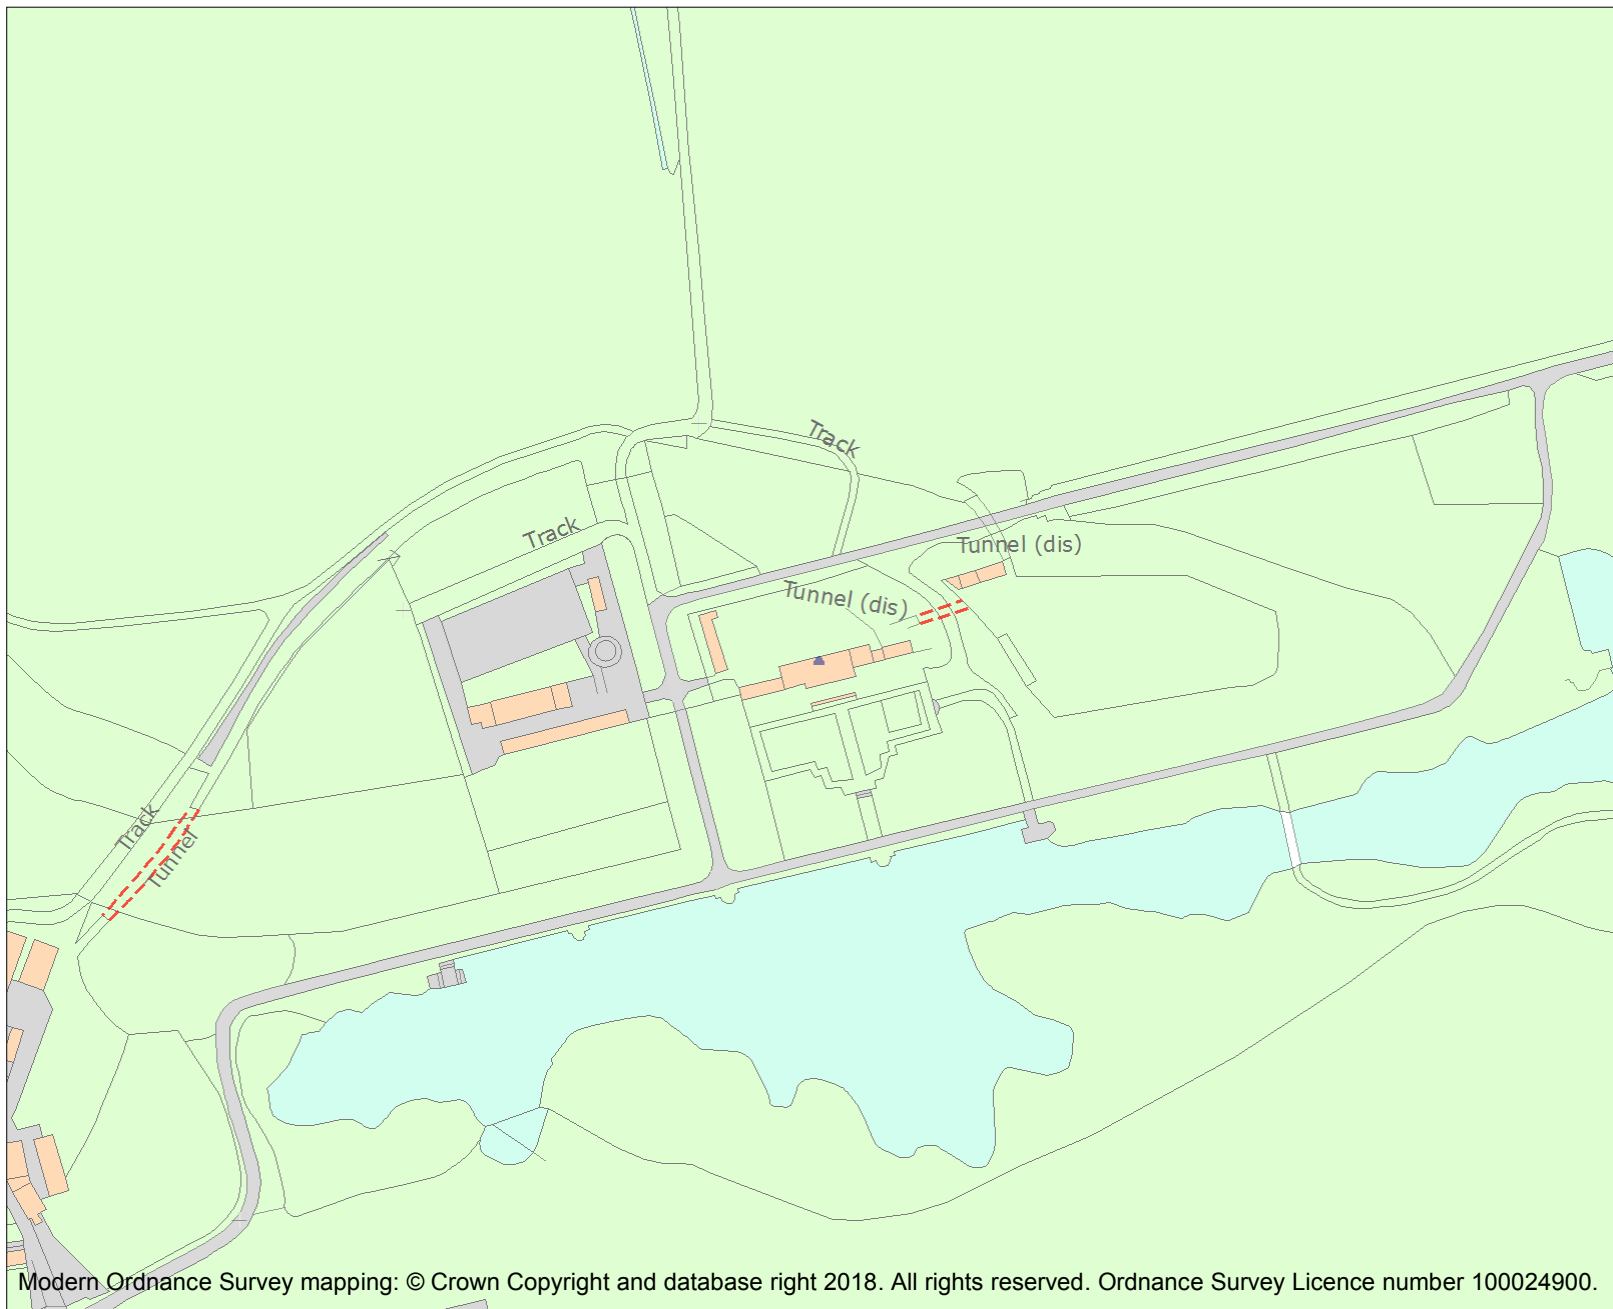 Track
Track
Tunnel (dis)
Tunnel (dis)
Track
Tunnel
Modern Ordnance Survey mapping: © Crown Copyright and database right 2018. All rights reserved. Ordnance Survey Licence number 100024900.